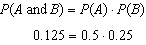 P(A and B) = P(A) · P(B)
0.125 = 0.5 · 0.25